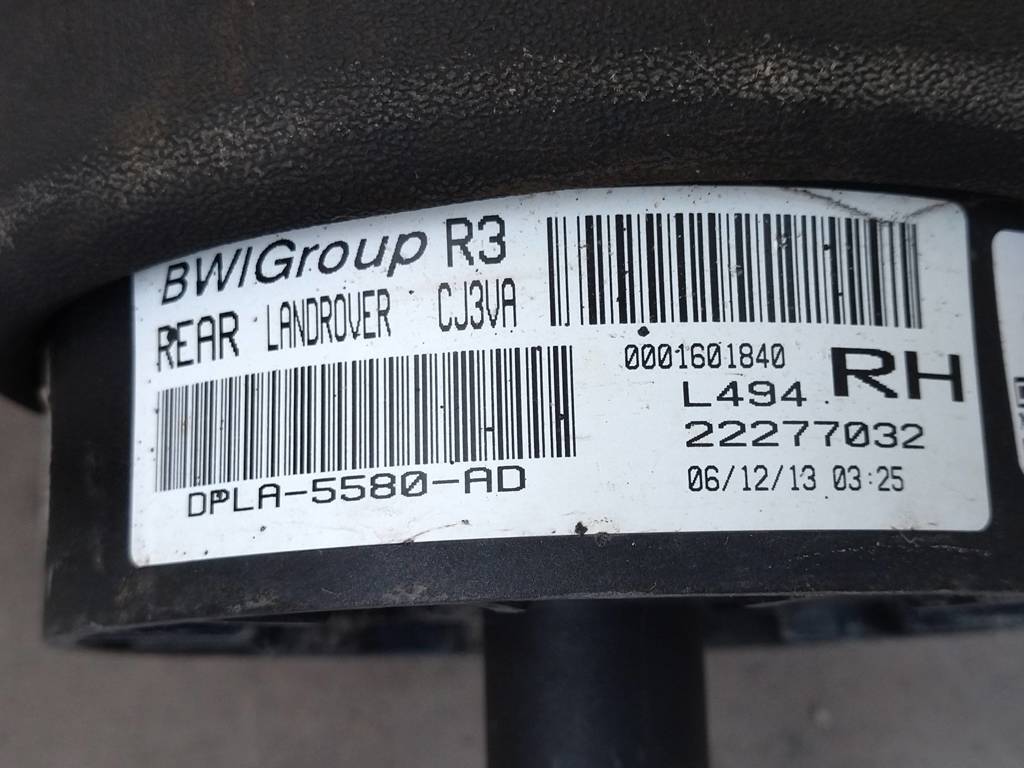 BWIGroup R3
REAR LANDROVER CJ3VA
0001601840
L494 RH
22277032
DPLA-5580-AD
06/12/13 03:25